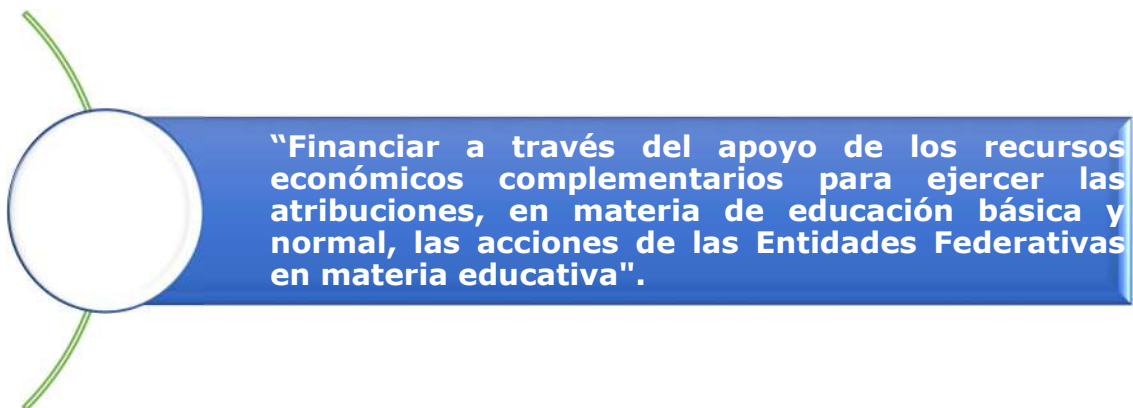 “Financiar a través del apoyo de los recursos
económicos complementarios para ejercer las
atribuciones, en materia de educación básica y
normal, las acciones de las Entidades Federativas
en materia educativa".